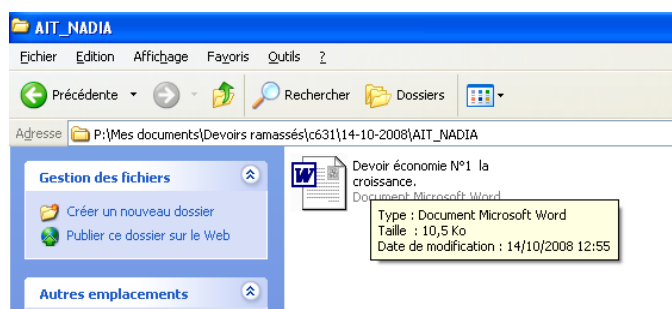 AIT_NADIA
Fichier Edition Affichage Favoris Outils ?
Précédente Rechercher Dossiers
Adresse P:\Mes documents\Devoirs ramassés\c631\14-10-2008\AIT_NADIA
Gestion des fichiers
Créer un nouveau dossier
Publier ce dossier sur le Web
Autres emplacements
W
Devoir économie N°1 la
croissance.
Document Microsoft Word
Type : Document Microsoft Word
Taille : 10,5 Ko
Date de modification : 14/10/2008 12:55